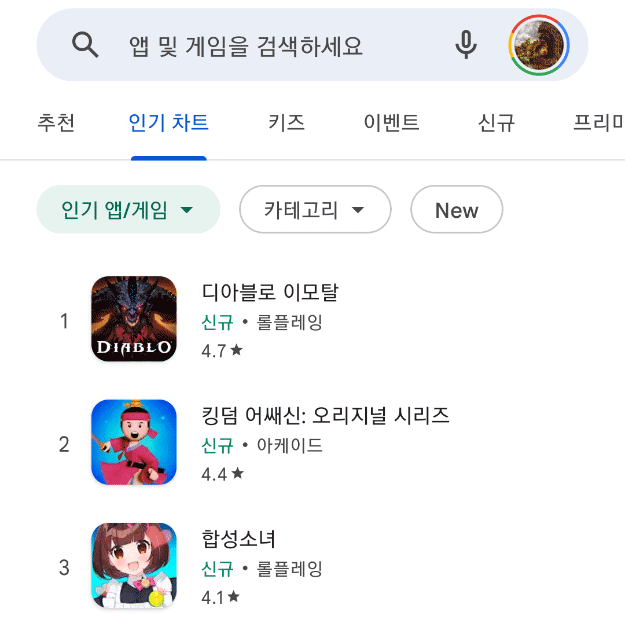 앱 및 게임을 검색하세요
추천 인기 차트 키즈 이벤트 신규 프리미
인기 앱/게임 카테고리 New
1
DIABLO
디아블로 이모탈
신규 • 롤플레잉
4.7★
2
킹덤 어쌔신: 오리지널 시리즈
신규 • 아케이드
4.4★
3
합성소녀
신규 • 롤플레잉
4.1★